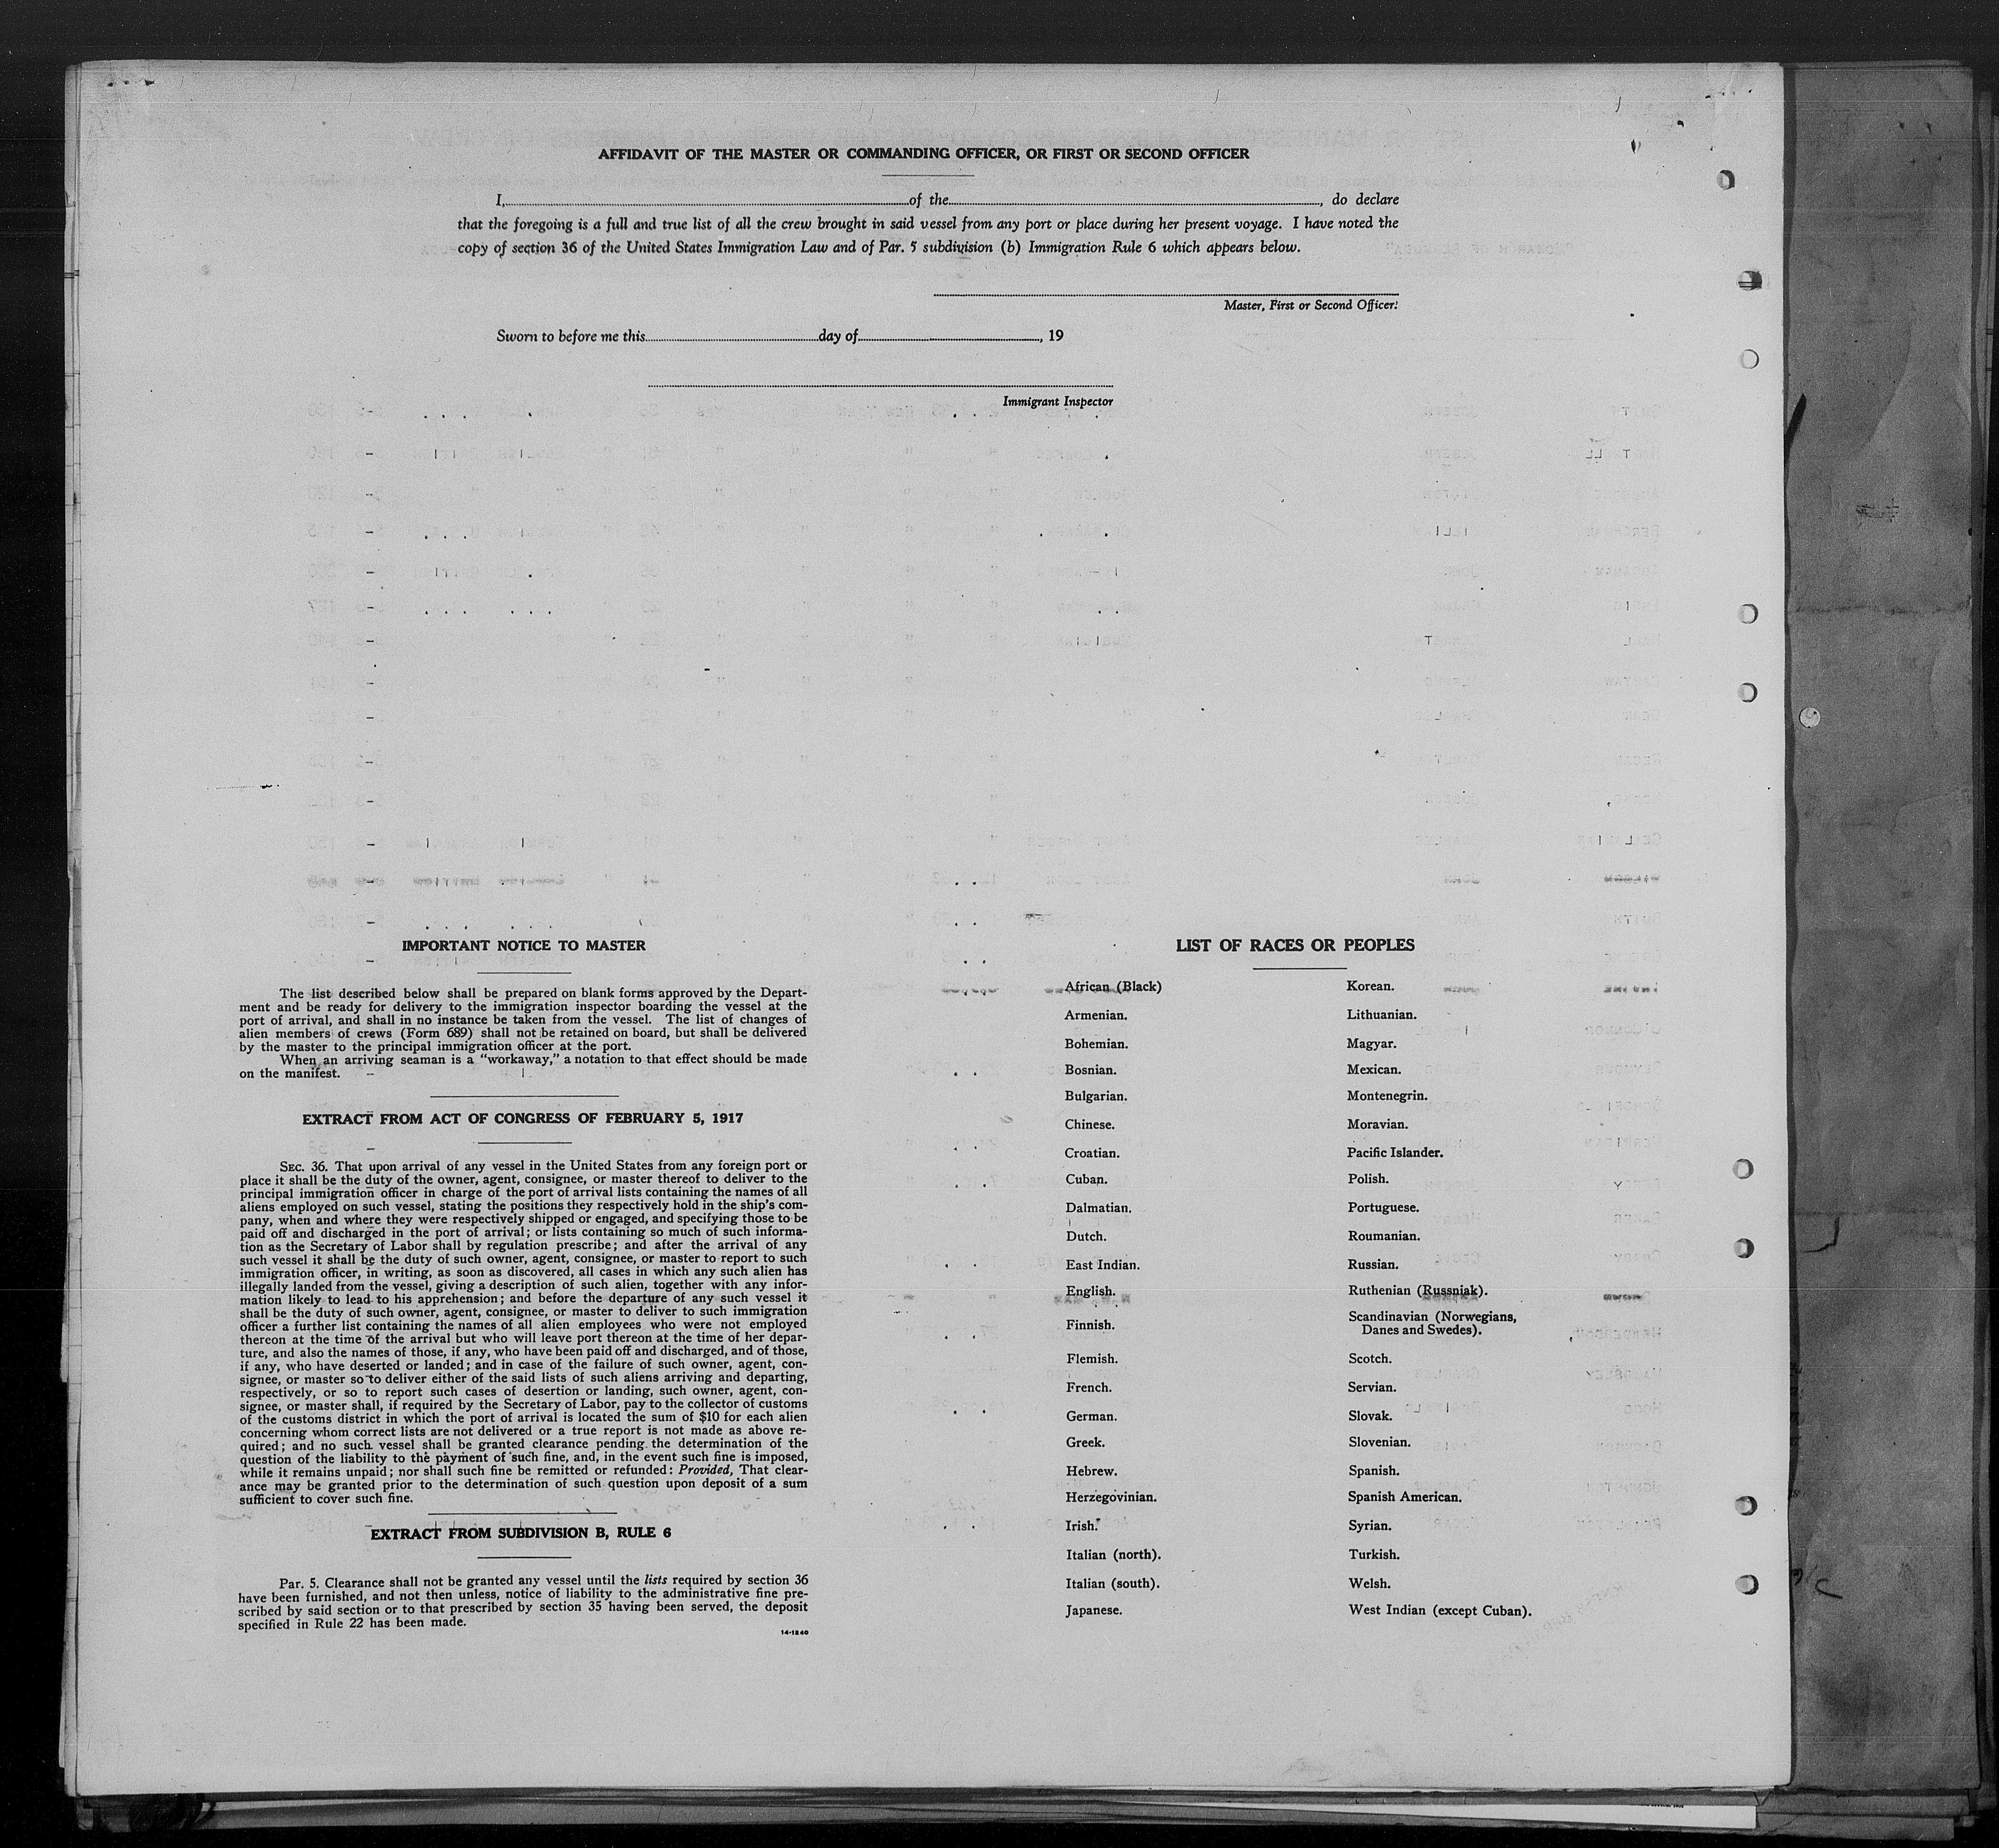 AFFIDAVIT OF THE MASTER OR COMMANDING OFFICER, OR FIRST OR SECOND OFFICER
I, of the , do declare
that the foregoing is a full and true list of all the crew brought in said vessel from any port or place during her present voyage. I have noted the
copy of section 36 of the United States Immigration Law and of Par. 5 subdivision (b) Immigration Rule 6 which appears below.
Master, First or Second Officer.
Sworn to before me this day of , 19
Immigrant Inspector
IMPORTANT NOTICE TO MASTER
The list described below shall be prepared on blank forms approved by the Depart-
ment and be ready for delivery to the immigration inspector boarding the vessel at the
port of arrival, and shall in no instance be taken from the vessel. The list of changes of
alien members of crews (Form 689) shall not be retained on board, but shall be delivered
by the master to the principal immigration officer at the port.
When an arriving seaman is a "workaway," a notation to that effect should be made
on the manifest.
EXTRACT FROM ACT OF CONGRESS OF FEBRUARY 5, 1917
SEC. 36. That upon arrival of any vessel in the United States from any foreign port or
place it shall be the duty of the owner, agent, consignee, or master thereof to deliver to the
principal immigration officer in charge of the port of arrival lists containing the names of all
aliens employed on such vessel, stating the positions they respectively hold in the ship's com-
pany, when and where they were respectively shipped or engaged, and specifying those to be
paid off and discharged in the port of arrival; or lists containing so much of such informa-
tion as the Secretary of Labor shall by regulation prescribe; and after the arrival of any
such vessel it shall be the duty of such owner, agent, consignee, or master to report to such
immigration officer, in writing, as soon as discovered, all cases in which any such alien has
illegally landed from the vessel, giving a description of such alien, together with any infor-
mation likely to lead to his apprehension; and before the departure of any such vessel it
shall be the duty of such owner, agent, consignee, or master to deliver to such immigration
officer a further list containing the names of all alien employees who were not employed
thereon at the time of the arrival but who will leave port thereon at the time of her depar-
ture, and also the names of those, if any, who have been paid off and discharged, and of those,
if any, who have deserted or landed; and in case of the failure of such owner, agent, con-
signee, or master so to deliver either of the said lists of such aliens arriving and departing,
respectively, or so to report such cases of desertion or landing, such owner, agent, con-
signee, or master shall, if required by the Secretary of Labor, pay to the collector of customs
of the customs district in which the port of arrival is located the sum of $10 for each alien
concerning whom correct lists are not delivered or a true report is not made as above re-
quired; and no such vessel shall be granted clearance pending the determination of the
question of the liability to the payment of such fine, and, in the event such fine is imposed,
while it remains unpaid; nor shall such fine be remitted or refunded: Provided, That clear-
ance may be granted prior to the determination of such question upon deposit of a sum
sufficient to cover such fine.
EXTRACT FROM SUBDIVISION B, RULE 6
Par. 5. Clearance shall not be granted any vessel until the lists required by section 36
have been furnished, and not then unless, notice of liability to the administrative fine pre-
scribed by said section or to that prescribed by section 35 having been served, the deposit
specified in Rule 22 has been made.
14-1240
LIST OF RACES OR PEOPLES
African (Black)
Armenian.
Bohemian.
Bosnian.
Bulgarian.
Chinese.
Croatian.
Cuban.
Dalmatian.
Dutch.
East Indian.
English.
Finnish.
Flemish.
French.
German.
Greek.
Hebrew.
Herzegovinian.
Irish.
Italian (north).
Italian (south).
Japanese.
Korean.
Lithuanian.
Magyar.
Mexican.
Montenegrin.
Moravian.
Pacific Islander.
Polish.
Portuguese.
Roumanian.
Russian.
Ruthenian (Russniak).
Scandinavian (Norwegians,
Danes and Swedes).
Scotch.
Servian.
Slovak.
Slovenian.
Spanish.
Spanish American.
Syrian.
Turkish.
Welsh.
West Indian (except Cuban).